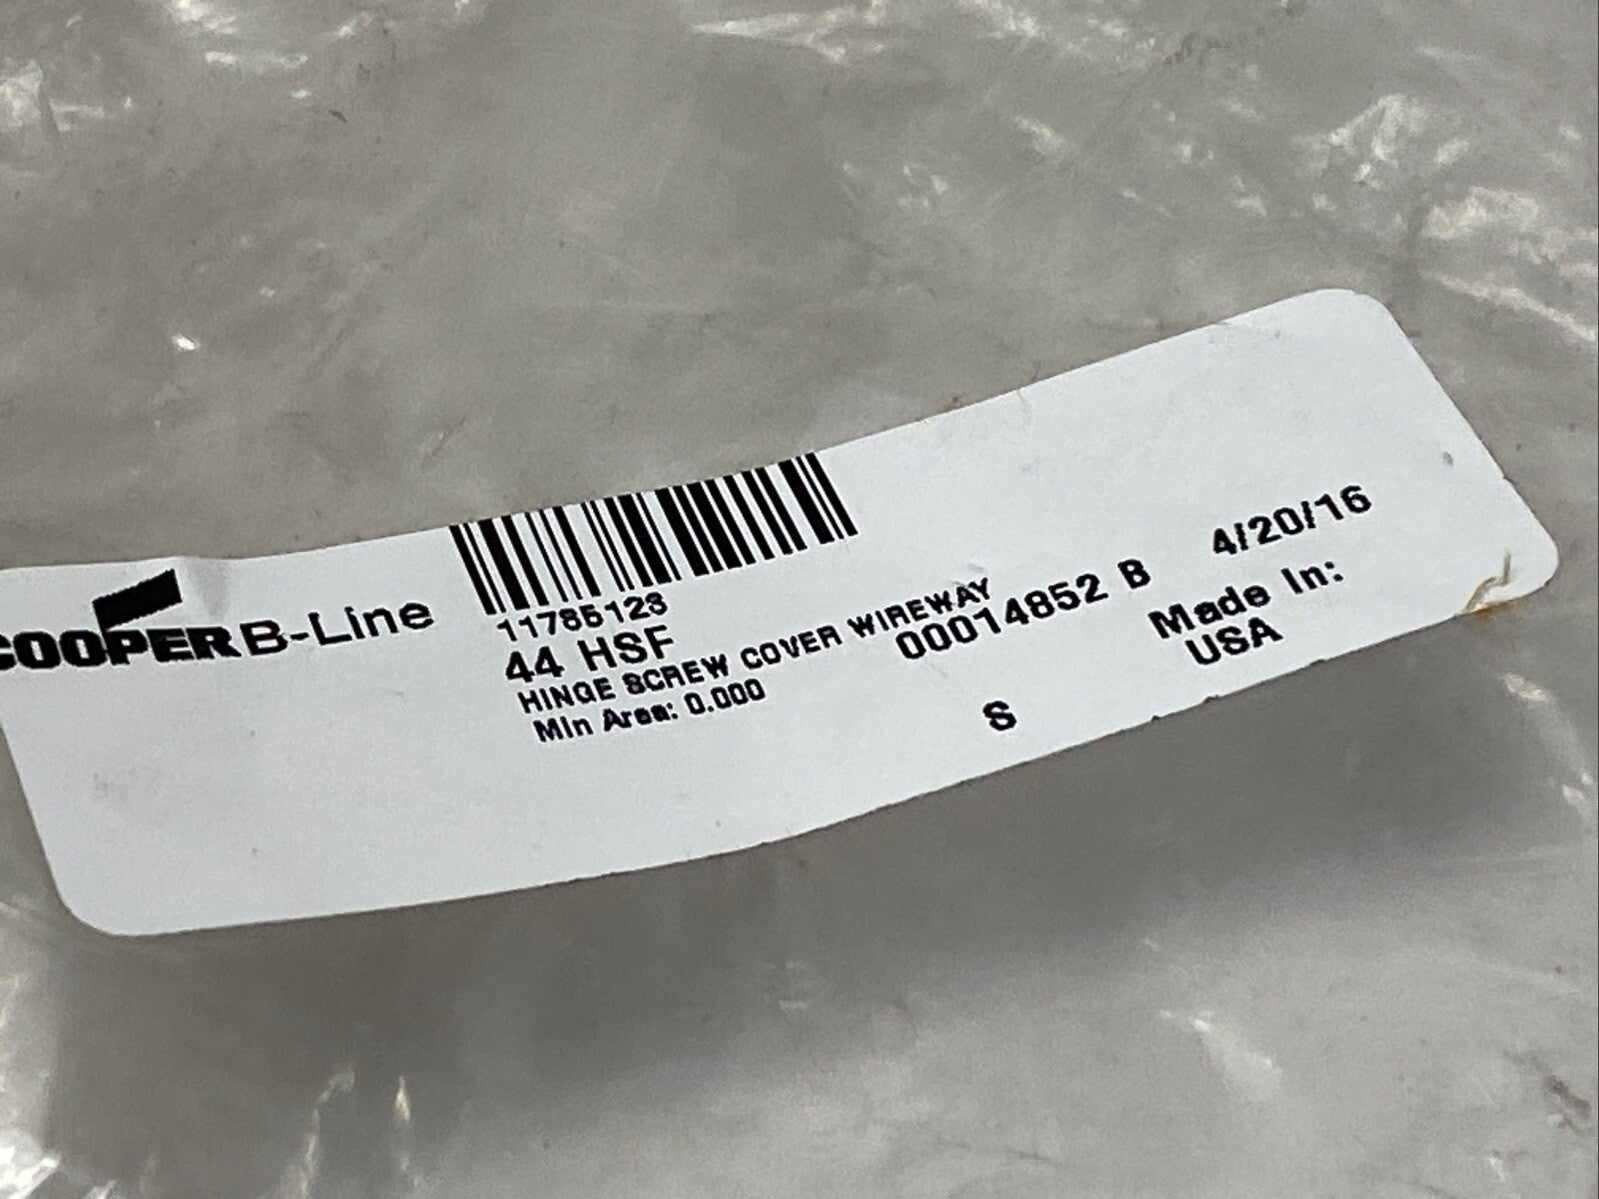 COOPER B-Line
11785123
44 HSF
HINGE SCREW COVER WIREWAY
Min Area: 0.000
00014852 B
S
4/20/16
Made In:
USA